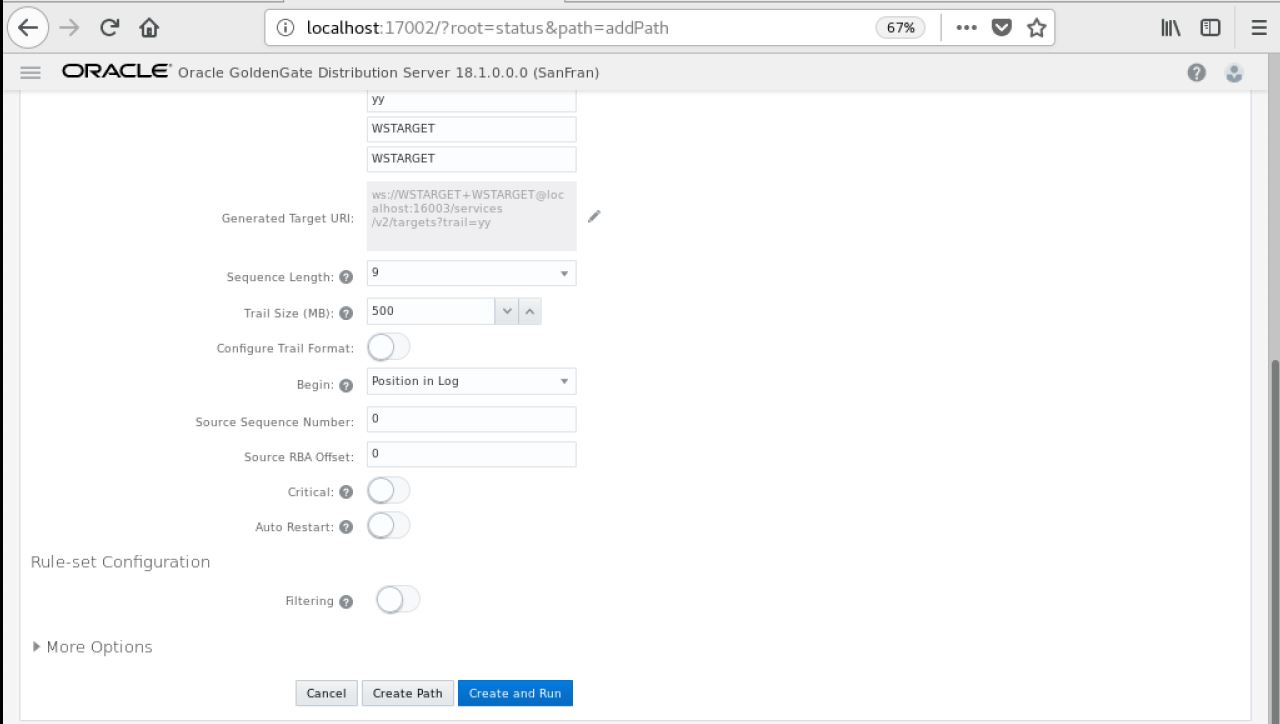 localhost:17002/?root=status&path=addPath
67%
ORACLE Oracle GoldenGate Distribution Server 18.1.0.0.0 (SanFran)
yy
WSTARGET
WSTARGET
Generated Target URI:
ws://WSTARGET+WSTARGET@loc
alhost:16003/services
/v2/targets?trail=yy
Sequence Length: ? 9
Trail Size (MB): ? 500
Configure Trail Format:
Begin: ? Position in Log
Source Sequence Number: 0
Source RBA Offset: 0
Critical: ?
Auto Restart: ?
Rule-set Configuration
Filtering ?
More Options
Cancel Create Path Create and Run